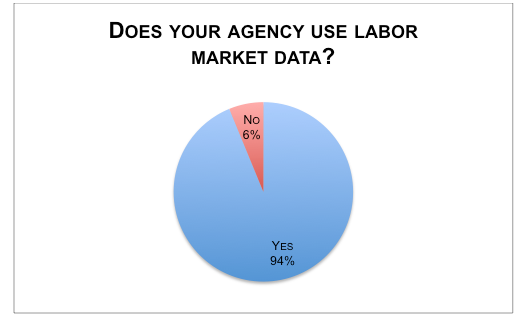 DOES YOUR AGENCY USE LABOR
MARKET DATA?
NO
6%
YES
94%